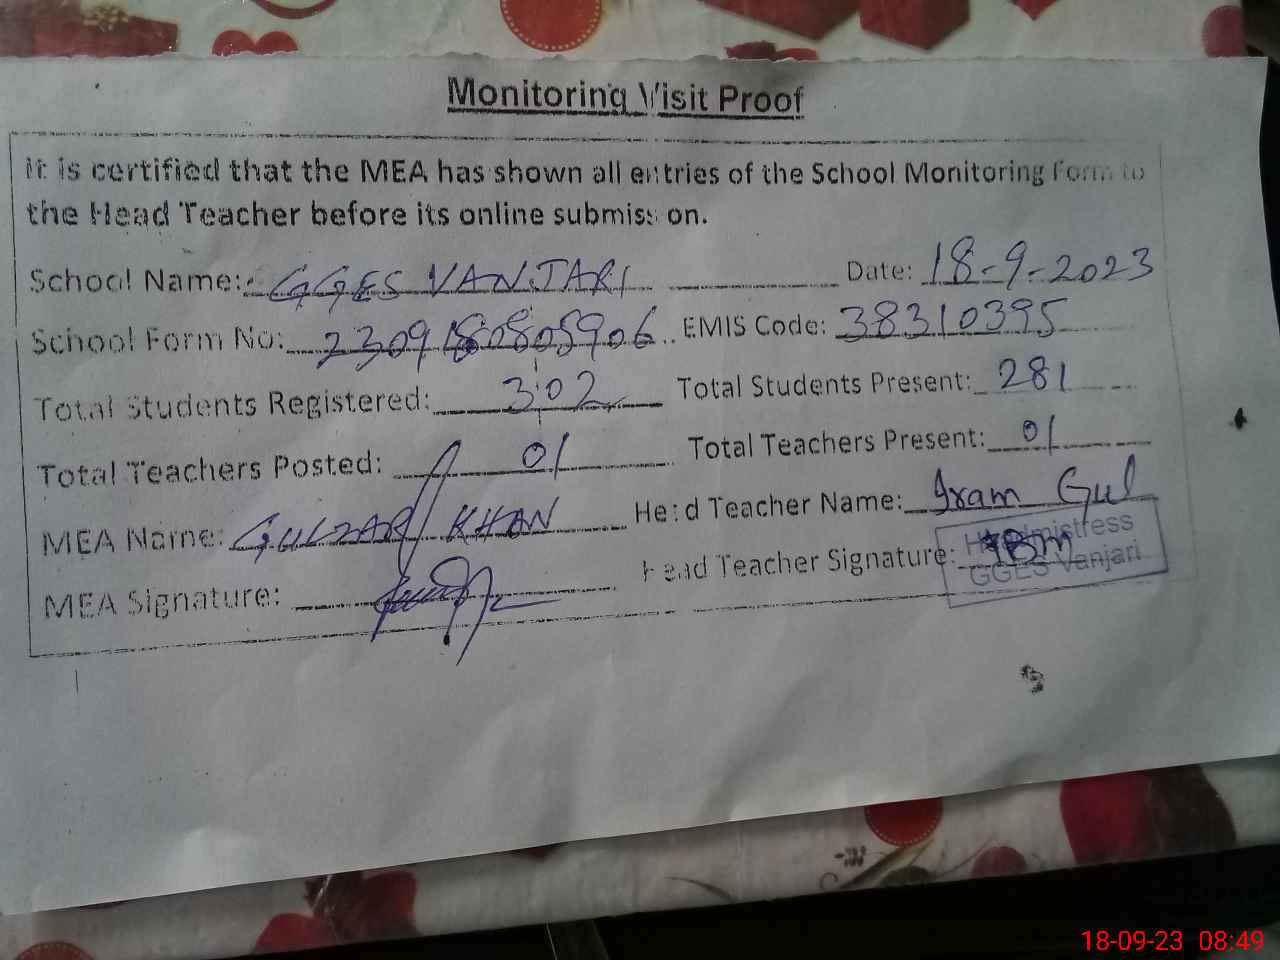 Monitoring Visit Proof
It is certified that the MEA has shown all entries of the School Monitoring Form to
the Head Teacher before its online submission.
School Name: GGES VANJARI Date: 18-9-2023
School Form No: 230918080805906 EMIS Code: 38310395
Total Students Registered: 302 Total Students Present: 281
Total Teachers Posted: 01 Total Teachers Present: 01
MEA Name: GULZAR KHAN Head Teacher Name: Iram Gul
MEA Signature: Head Teacher Signature:
Headmistress
GGES Vanjari
18-09-23 08:49